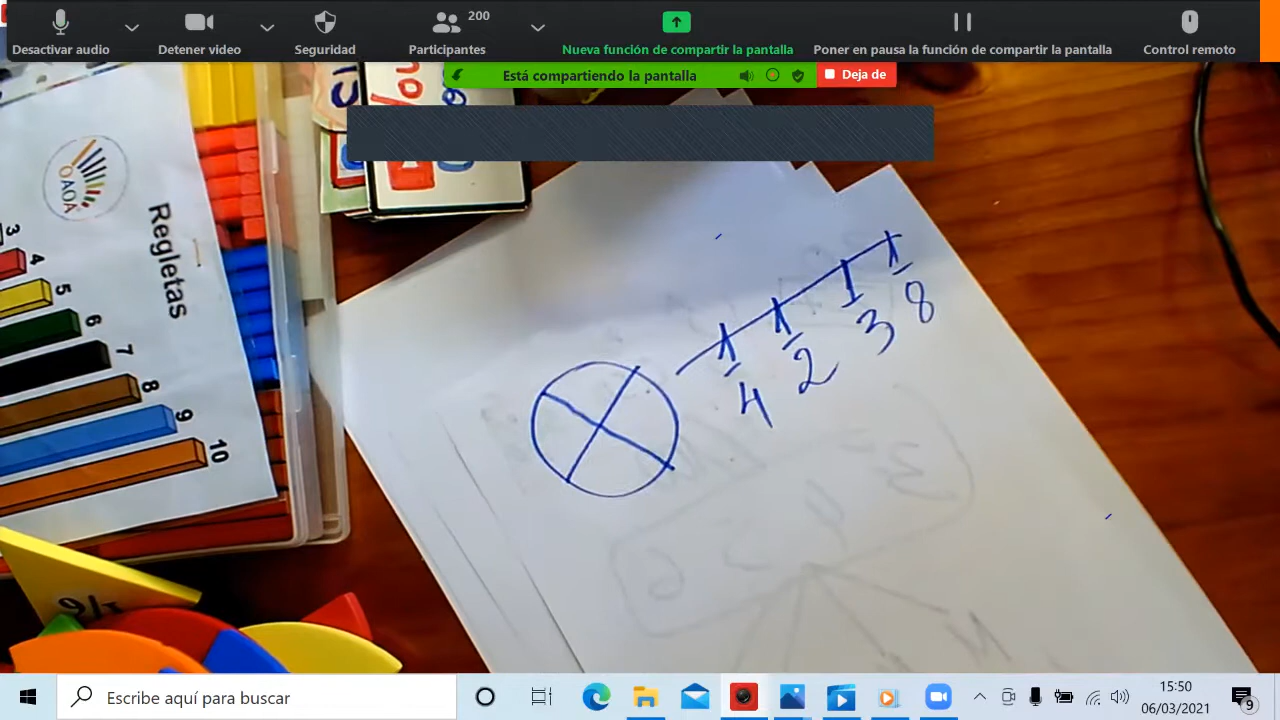 200
Desactivar audio
Detener video
Seguridad
Participantes
Nueva función de compartir la pantalla
Poner en pausa la función de compartir la pantalla
Control remoto
Está compartiendo la pantalla
Deja de
OAOA
Regletas
3
4
5
6
7
8
9
10
1/4 1/2 1/3 1/8
1/6
Escribe aquí para buscar
15:50
06/03/2021
9